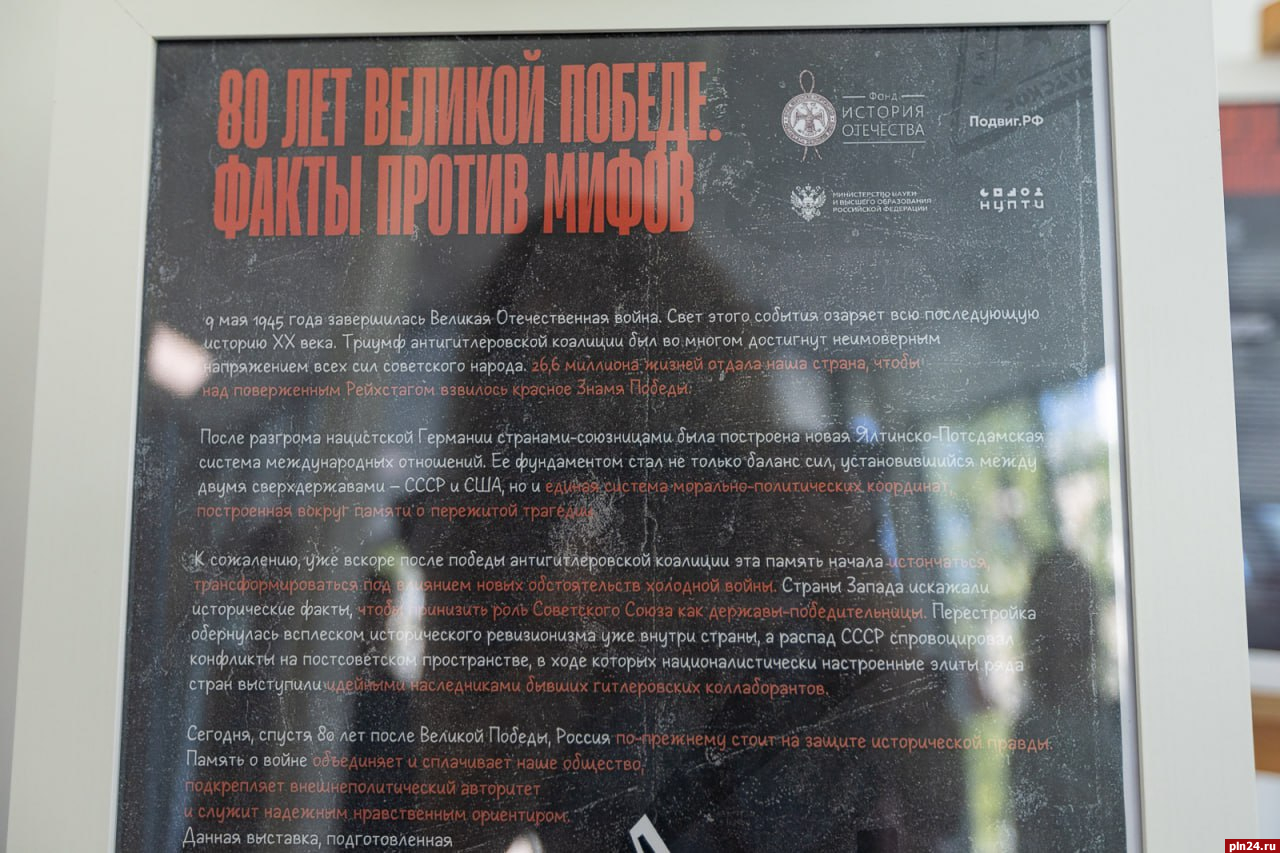 80 ЛЕТ ВЕЛИКОЙ ПОБЕДЕ.
ФАКТЫ ПРОТИВ МИФОВ
Фонд
ИСТОРИЯ
ОТЕЧЕСТВА
Подвиг.РФ
МИНИСТЕРСТВО НАУКИ
И ВЫСШЕГО ОБРАЗОВАНИЯ
РОССИЙСКОЙ ФЕДЕРАЦИИ
НУПТИ
9 мая 1945 года завершилась Великая Отечественная война. Свет этого события озаряет всю последующую
историю XX века. Триумф антигитлеровской коалиции был во многом достигнут неимоверным
напряжением всех сил советского народа. 26,6 миллиона жизней отдала наша страна, чтобы
над поверженным Рейхстагом взвилось красное Знамя Победы.
После разгрома нацистской Германии странами-союзницами была построена новая Ялтинско-Потсдамская
система международных отношений. Ее фундаментом стал не только баланс сил, установившийся между
двумя сверхдержавами – СССР и США, но и единая система морально-политических координат,
построенная вокруг памяти о пережитой трагедии.
К сожалению, уже вскоре после победы антигитлеровской коалиции эта память начала истончаться,
трансформироваться под влиянием новых обстоятельств холодной войны. Страны Запада искажали
исторические факты, чтобы принизить роль Советского Союза как державы-победительницы. Перестройка
обернулась всплеском исторического ревизионизма уже внутри страны, а распад СССР спровоцировал
конфликты на постсоветском пространстве, в ходе которых националистически настроенные элиты ряда
стран выступили идейными наследниками бывших гитлеровских коллаборантов.
Сегодня, спустя 80 лет после Великой Победы, Россия по-прежнему стоит на защите исторической правды.
Память о войне объединяет и сплачивает наше общество,
подкрепляет внешнеполитический авторитет
и служит надежным нравственным ориентиром.
Данная выставка, подготовленная
pln24.ru